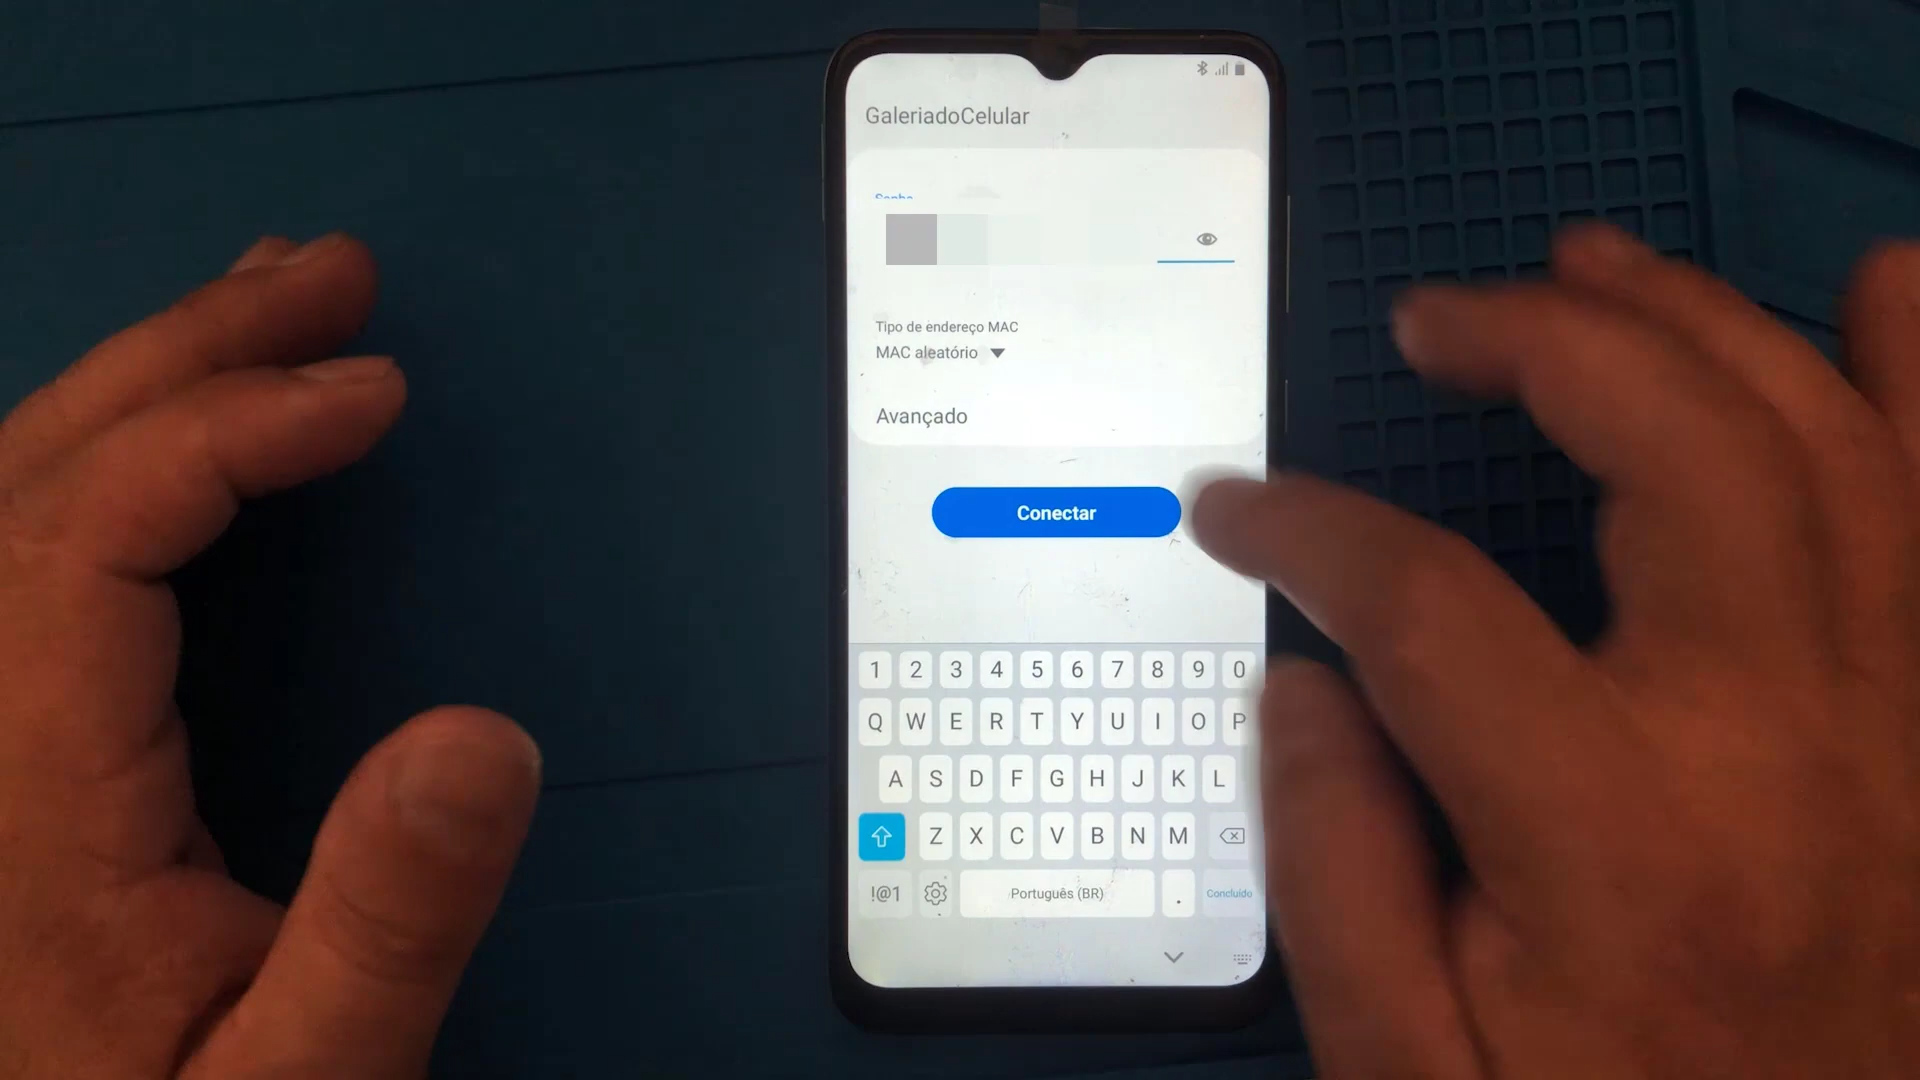 GaleriadoCelular
Senha
Tipo de endereço MAC
MAC aleatório
Avançado
Conectar
1 2 3 4 5 6 7 8 9 0
Q W E R T Y U I O P
A S D F G H J K L
Z X C V B N M
!@1 Português (BR) . Concluído